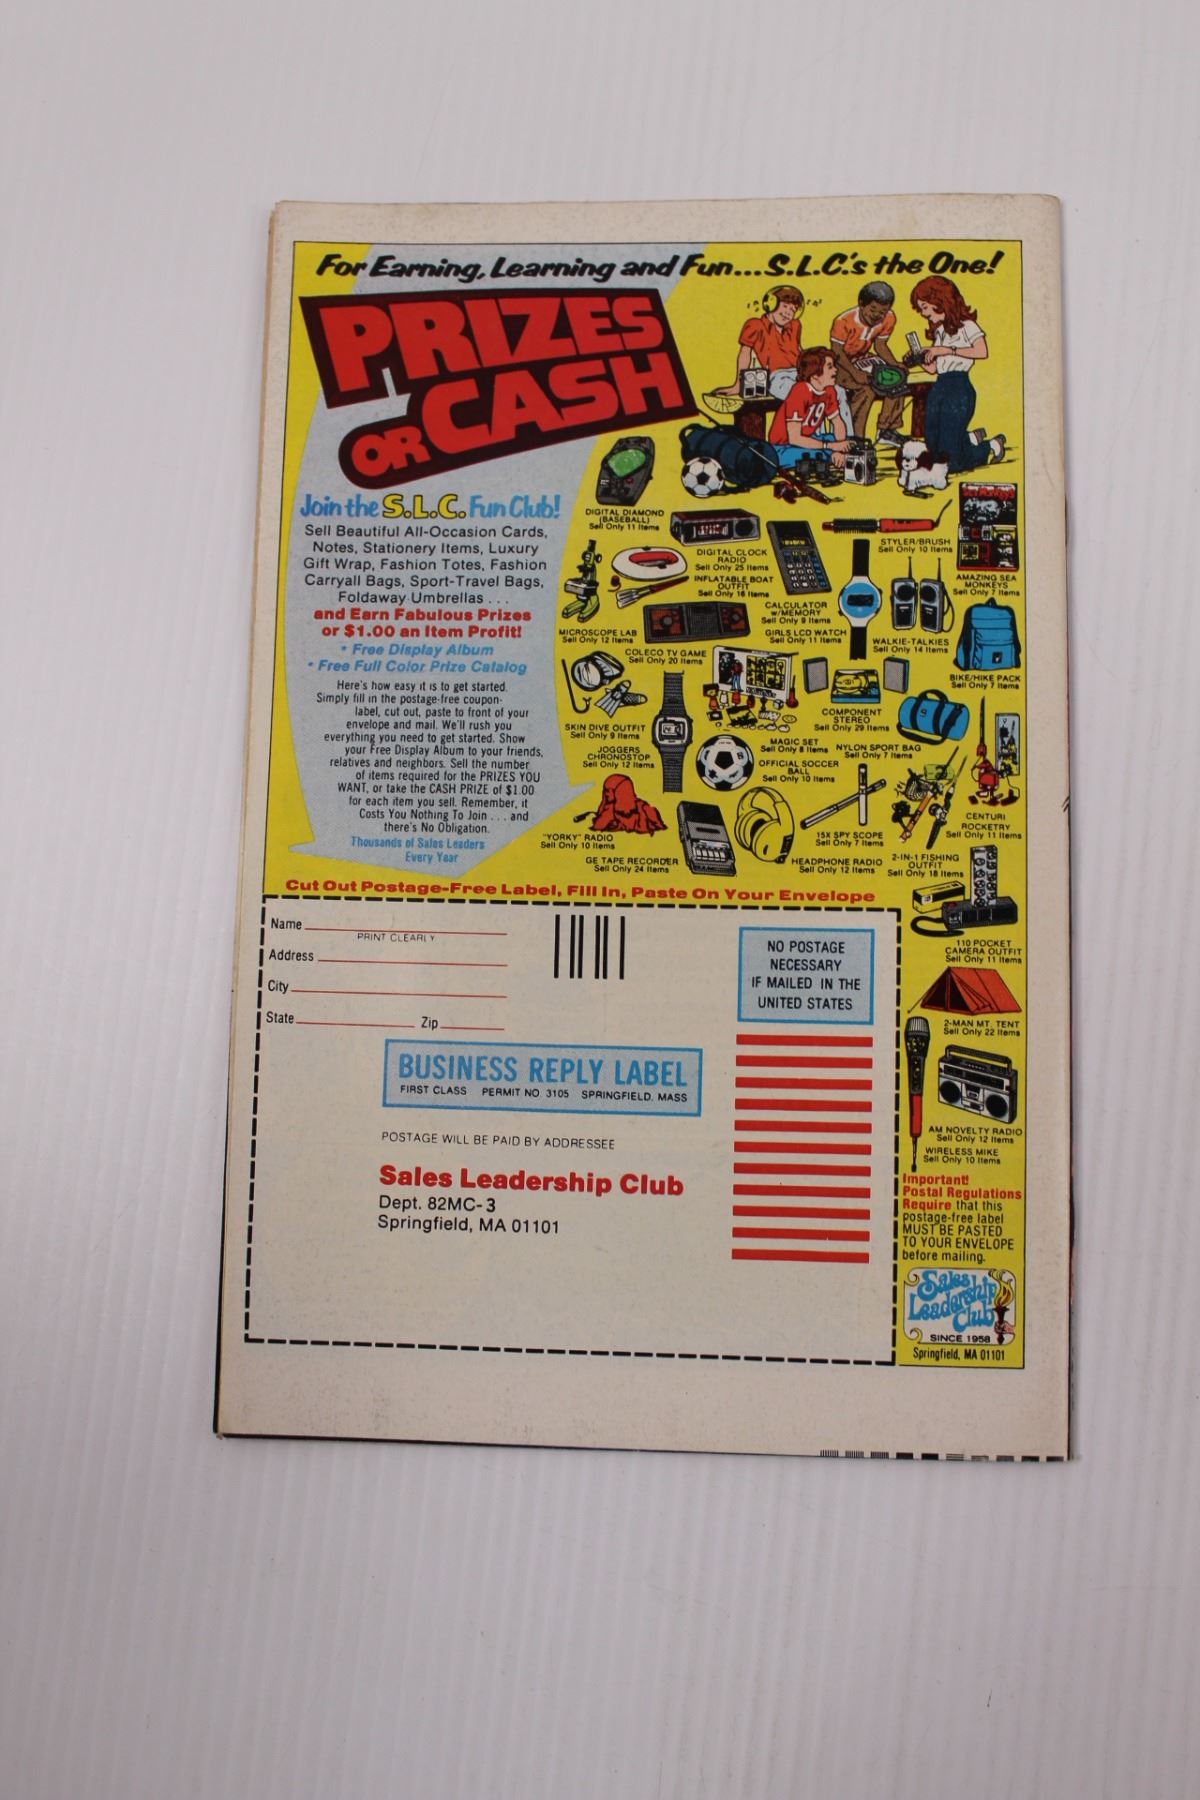 For Earning, Learning and Fun...S.L.C.'s the One!
PRIZES
OR CASH
Join the S.L.C. Fun Club!
Sell Beautiful All-Occasion Cards,
Notes, Stationery Items, Luxury
Gift Wrap, Fashion Totes, Fashion
Carryall Bags, Sport-Travel Bags,
Foldaway Umbrellas . . .
and Earn Fabulous Prizes
or $1.00 an Item Profit!
• Free Display Album
• Free Full Color Prize Catalog
Here's how easy it is to get started.
Simply fill in the postage-free coupon-
label, cut out, paste to front of your
envelope and mail. We'll rush you
everything you need to get started. Show
your Free Display Album to your friends,
relatives and neighbors. Sell the number
of items required for the PRIZES YOU
WANT, or take the CASH PRIZE of $1.00
for each item you sell. Remember, it
Costs You Nothing To Join . . . and
there's No Obligation.
Thousands of Sales Leaders
Every Year
19
DIGITAL DIAMOND
(BASEBALL)
Sell Only 11 Items
DIGITAL CLOCK
RADIO
Sell Only 25 Items
STYLER/BRUSH
Sell Only 10 Items
AMAZING SEA
MONKEYS
Sell Only 7 Items
INFLATABLE BOAT
OUTFIT
Sell Only 16 Items
CALCULATOR
w/MEMORY
Sell Only 9 Items
MICROSCOPE LAB
Sell Only 12 Items
GIRLS LCD WATCH
Sell Only 11 Items
WALKIE-TALKIES
Sell Only 14 Items
COLECO TV GAME
Sell Only 20 Items
BIKE/HIKE PACK
Sell Only 7 Items
COMPONENT
STEREO
Sell Only 29 Items
SKIN DIVE OUTFIT
Sell Only 9 Items
MAGIC SET
Sell Only 8 Items
NYLON SPORT BAG
Sell Only 7 Items
JOGGERS
CHRONOSTOP
Sell Only 12 Items
OFFICIAL SOCCER
BALL
Sell Only 10 Items
CENTURI
ROCKETRY
Sell Only 11 Items
"YORKY" RADIO
Sell Only 10 Items
15X SPY SCOPE
Sell Only 7 Items
GE TAPE RECORDER
Sell Only 24 Items
HEADPHONE RADIO
Sell Only 12 Items
2-IN-1 FISHING
OUTFIT
Sell Only 18 Items
110 POCKET
CAMERA OUTFIT
Sell Only 11 Items
2-MAN MT. TENT
Sell Only 22 Items
AM NOVELTY RADIO
Sell Only 12 Items
WIRELESS MIKE
Sell Only 10 Items
Important!
Postal Regulations
Require that this
postage-free label
MUST BE PASTED
TO YOUR ENVELOPE
before mailing.
Sales
Leadership
Club
SINCE 1958
Springfield, MA 01101
Cut Out Postage-Free Label, Fill In, Paste On Your Envelope
Name
PRINT CLEARLY
Address
City
State Zip
NO POSTAGE
NECESSARY
IF MAILED IN THE
UNITED STATES
BUSINESS REPLY LABEL
FIRST CLASS PERMIT NO. 3105 SPRINGFIELD, MASS
POSTAGE WILL BE PAID BY ADDRESSEE
Sales Leadership Club
Dept. 82MC-3
Springfield, MA 01101